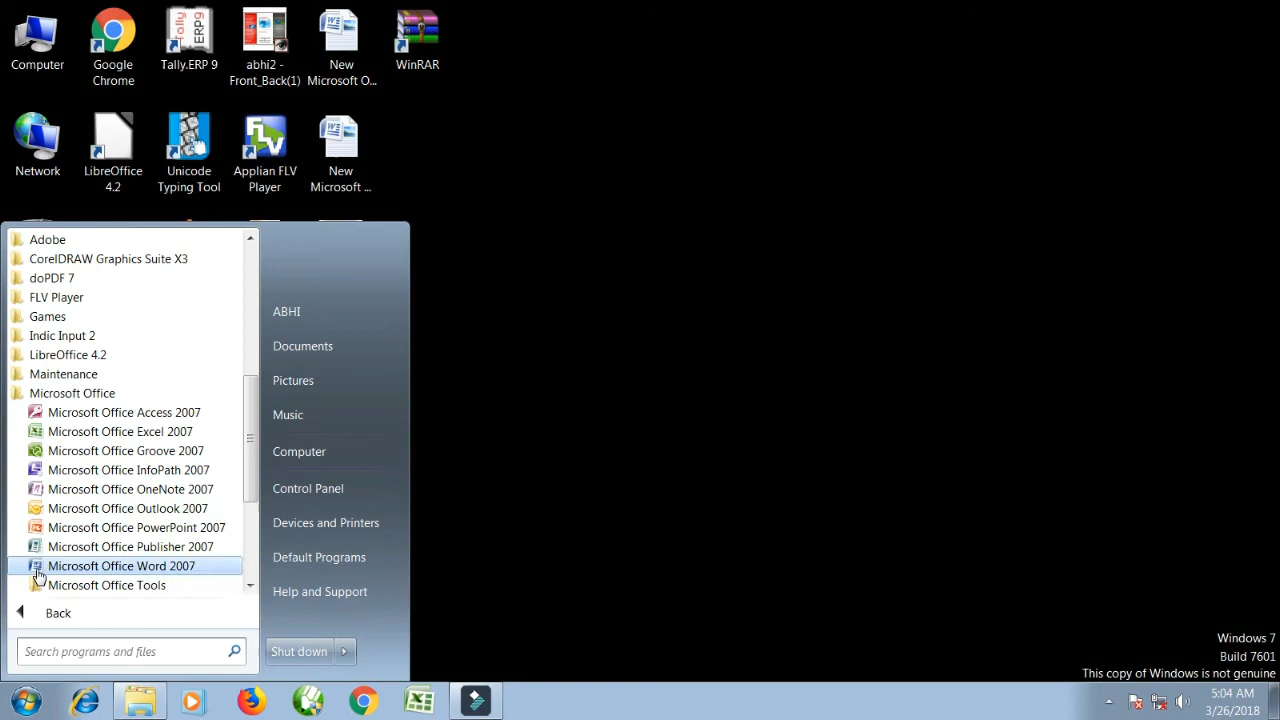 Computer
Google
Chrome
Tally.ERP 9
abhi2 -
Front_Back(1)
New
Microsoft O...
WinRAR
Network
LibreOffice
4.2
Unicode
Typing Tool
Applian FLV
Player
New
Microsoft ...
Adobe
CorelDRAW Graphics Suite X3
doPDF 7
FLV Player
Games
Indic Input 2
LibreOffice 4.2
Maintenance
Microsoft Office
Microsoft Office Access 2007
Microsoft Office Excel 2007
Microsoft Office Groove 2007
Microsoft Office InfoPath 2007
Microsoft Office OneNote 2007
Microsoft Office Outlook 2007
Microsoft Office PowerPoint 2007
Microsoft Office Publisher 2007
Microsoft Office Word 2007
Microsoft Office Tools
Back
Search programs and files
ABHI
Documents
Pictures
Music
Computer
Control Panel
Devices and Printers
Default Programs
Help and Support
Shut down
Windows 7
Build 7601
This copy of Windows is not genuine
5:04 AM
3/26/2018